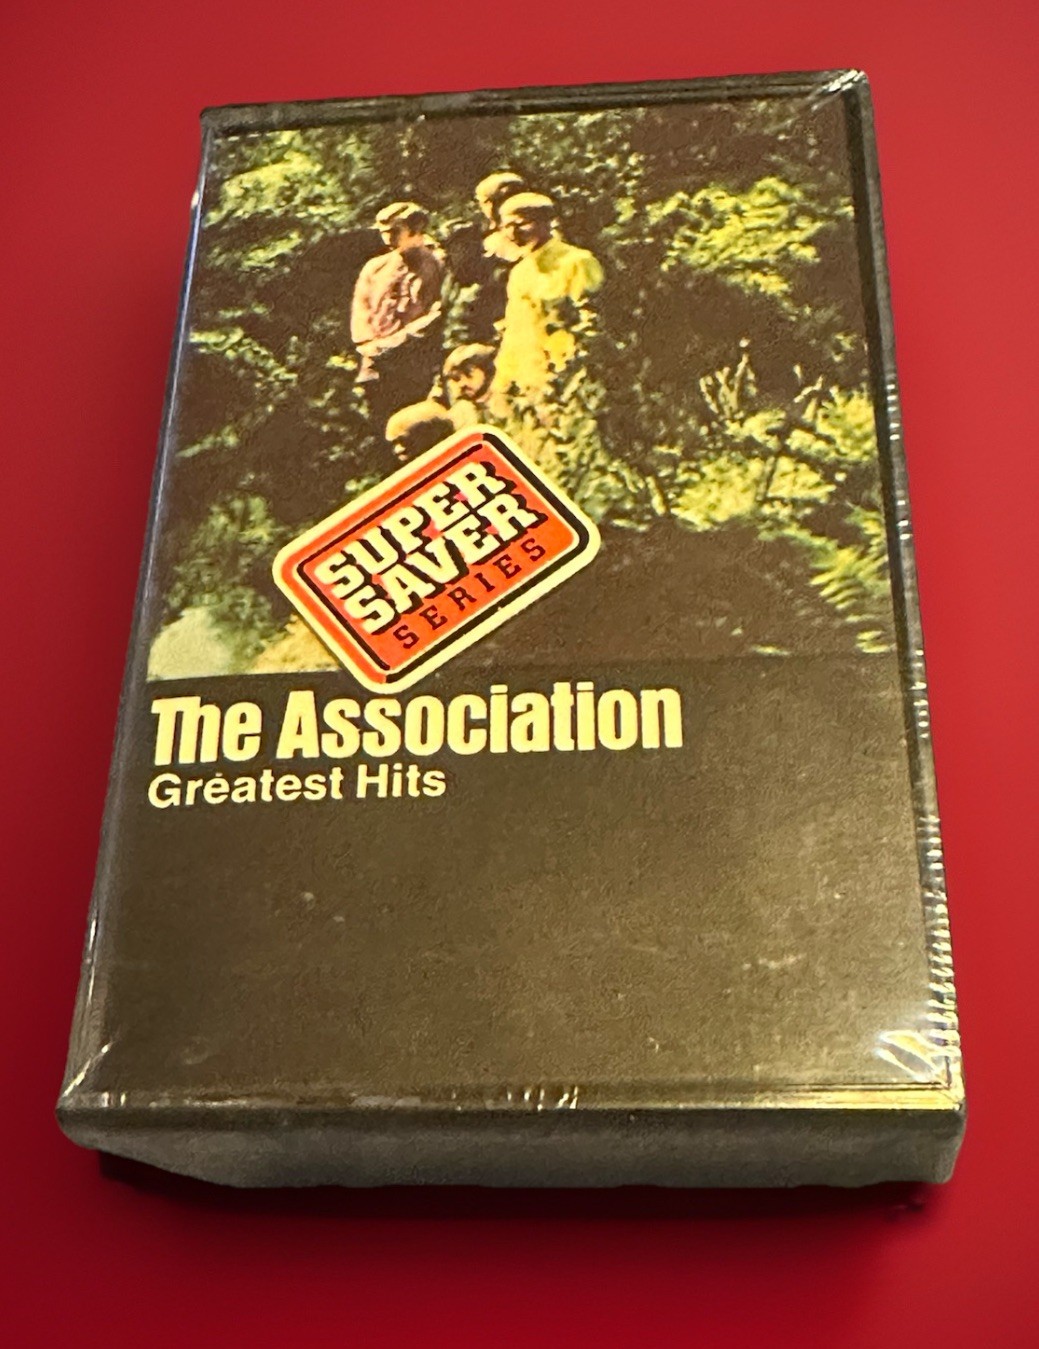 SUPER
SAVER
SERIES
The Association
Greatest Hits